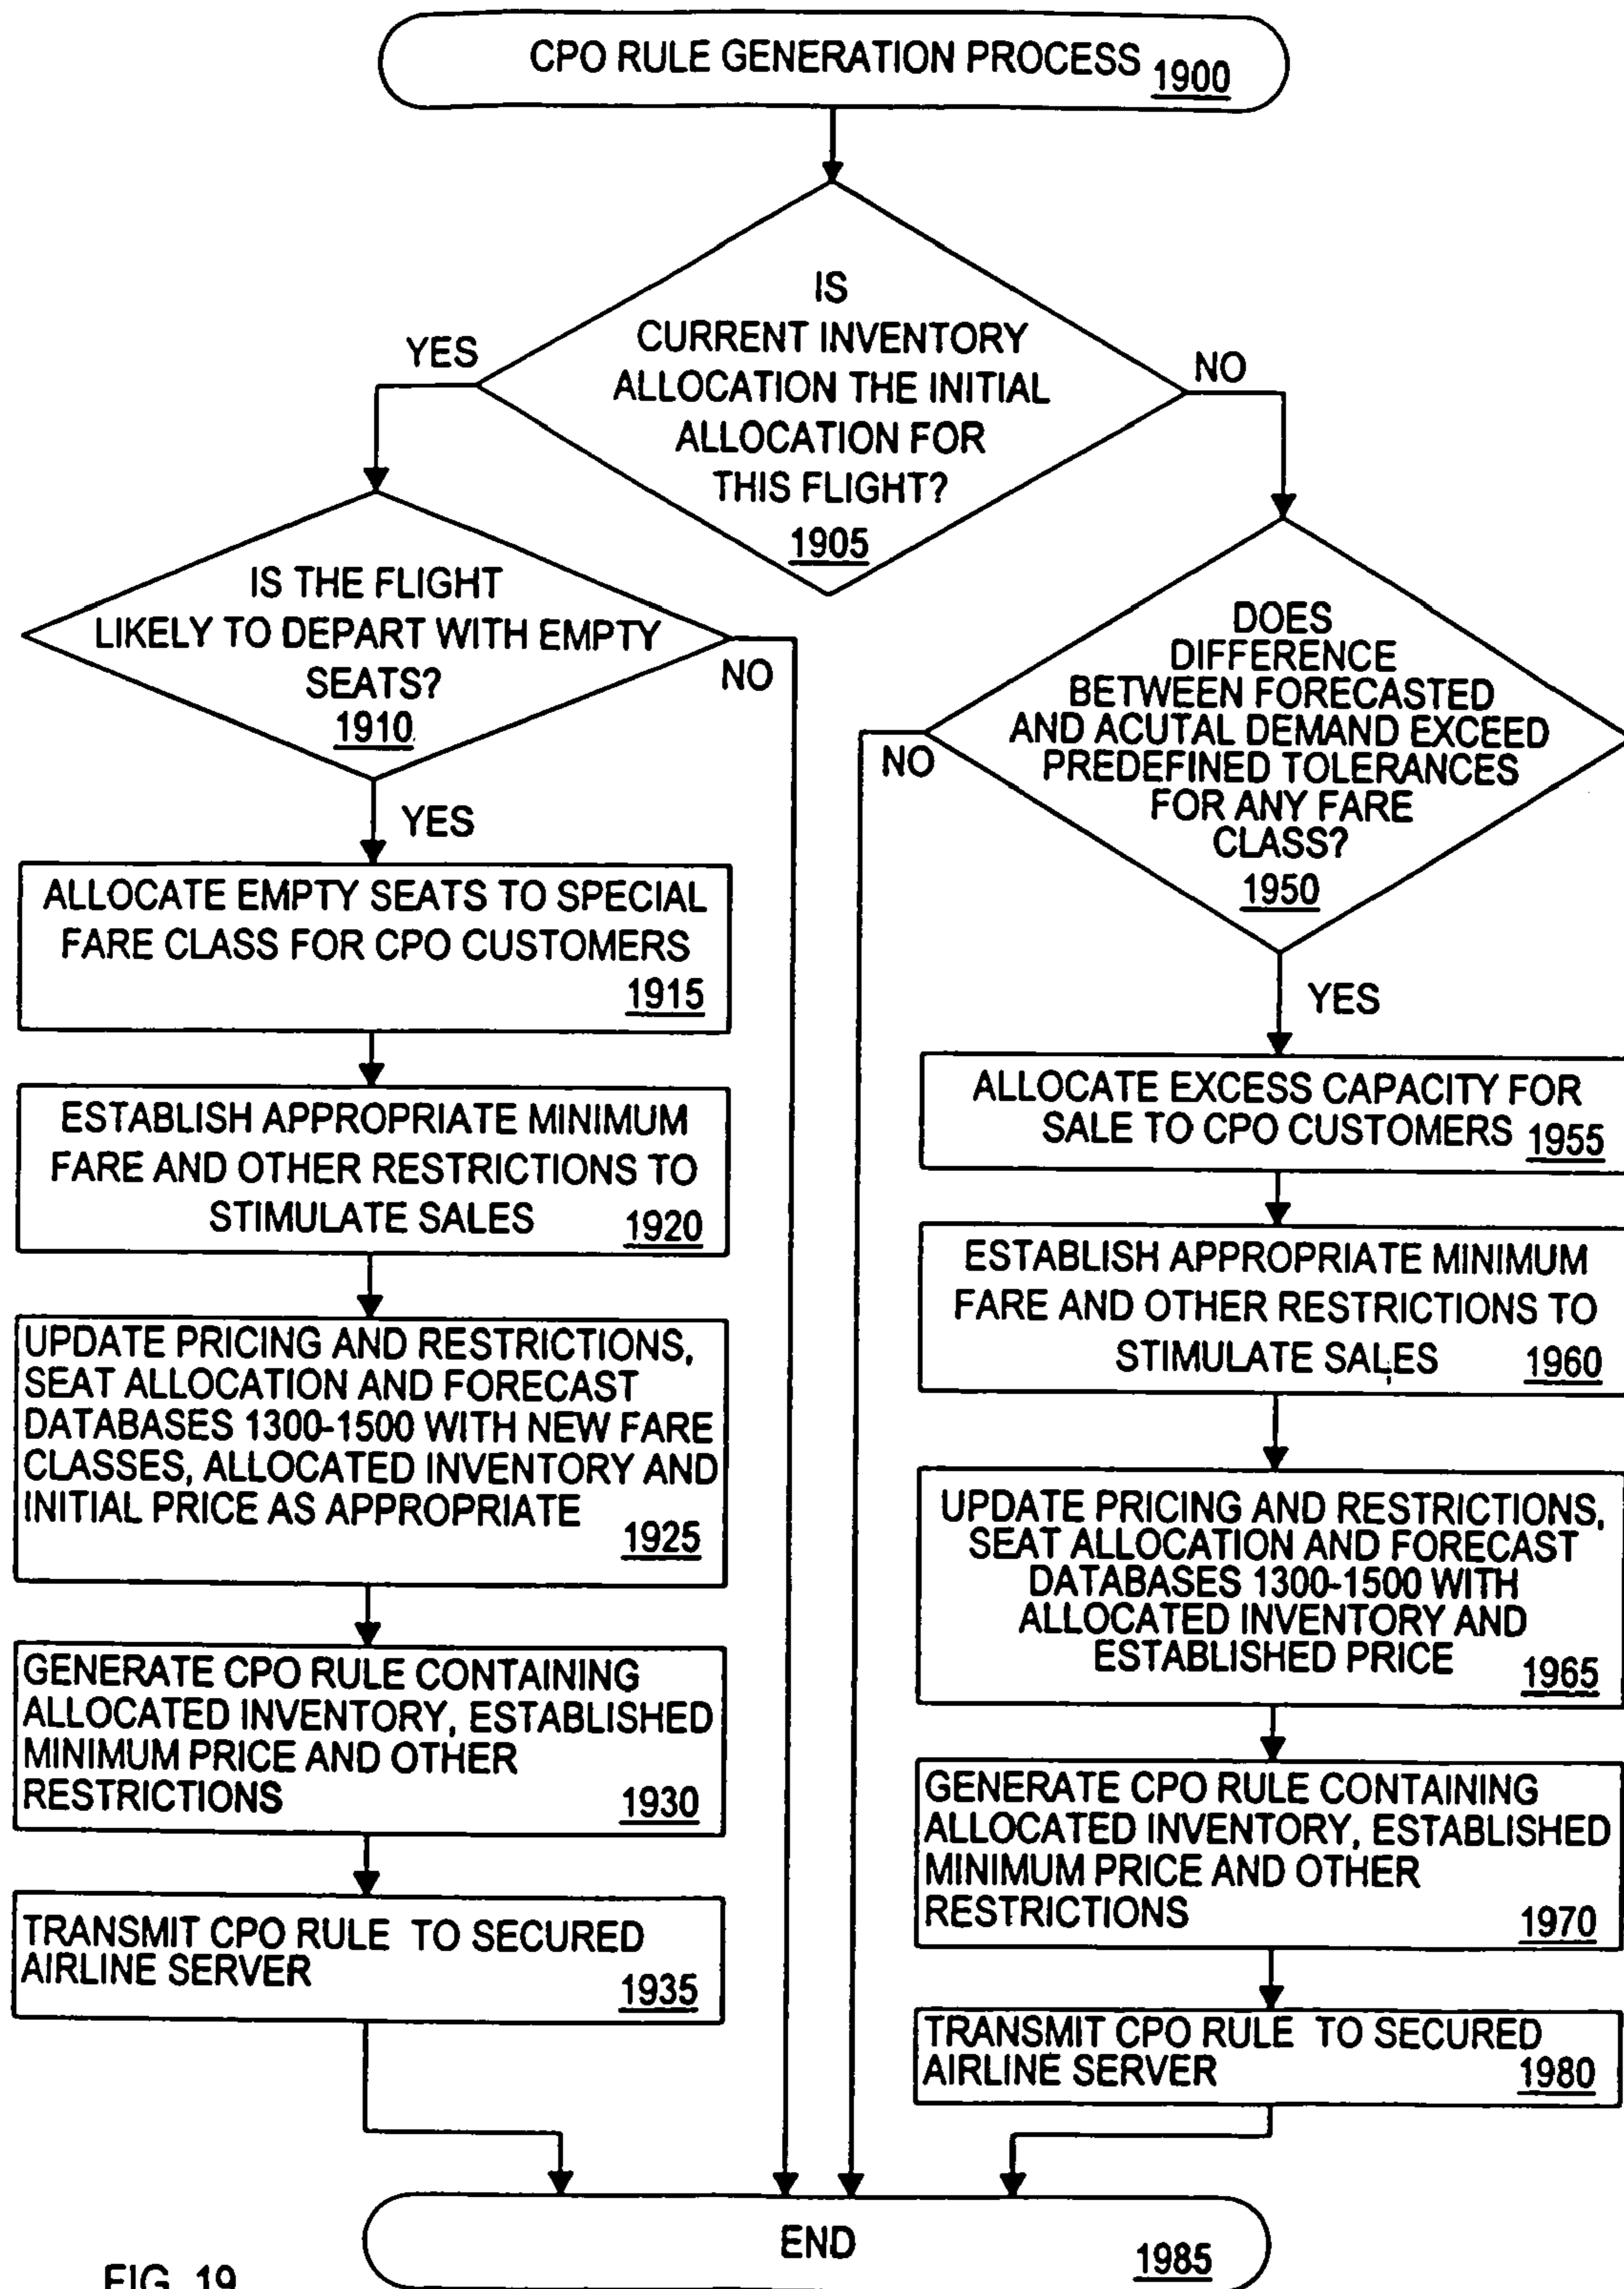 CPO RULE GENERATION PROCESS 1900
IS
CURRENT INVENTORY
ALLOCATION THE INITIAL
ALLOCATION FOR
THIS FLIGHT?
1905
YES
NO
IS THE FLIGHT
LIKELY TO DEPART WITH EMPTY
SEATS?
1910
NO
YES
ALLOCATE EMPTY SEATS TO SPECIAL
FARE CLASS FOR CPO CUSTOMERS
1915
ESTABLISH APPROPRIATE MINIMUM
FARE AND OTHER RESTRICTIONS TO
STIMULATE SALES 1920
UPDATE PRICING AND RESTRICTIONS,
SEAT ALLOCATION AND FORECAST
DATABASES 1300-1500 WITH NEW FARE
CLASSES, ALLOCATED INVENTORY AND
INITIAL PRICE AS APPROPRIATE
1925
GENERATE CPO RULE CONTAINING
ALLOCATED INVENTORY, ESTABLISHED
MINIMUM PRICE AND OTHER
RESTRICTIONS 1930
TRANSMIT CPO RULE TO SECURED
AIRLINE SERVER
1935
DOES
DIFFERENCE
BETWEEN FORECASTED
AND ACUTAL DEMAND EXCEED
PREDEFINED TOLERANCES
FOR ANY FARE
CLASS?
1950
NO
YES
ALLOCATE EXCESS CAPACITY FOR
SALE TO CPO CUSTOMERS 1955
ESTABLISH APPROPRIATE MINIMUM
FARE AND OTHER RESTRICTIONS TO
STIMULATE SALES 1960
UPDATE PRICING AND RESTRICTIONS,
SEAT ALLOCATION AND FORECAST
DATABASES 1300-1500 WITH
ALLOCATED INVENTORY AND
ESTABLISHED PRICE 1965
GENERATE CPO RULE CONTAINING
ALLOCATED INVENTORY, ESTABLISHED
MINIMUM PRICE AND OTHER
RESTRICTIONS 1970
TRANSMIT CPO RULE TO SECURED
AIRLINE SERVER 1980
END 1985
FIG. 19